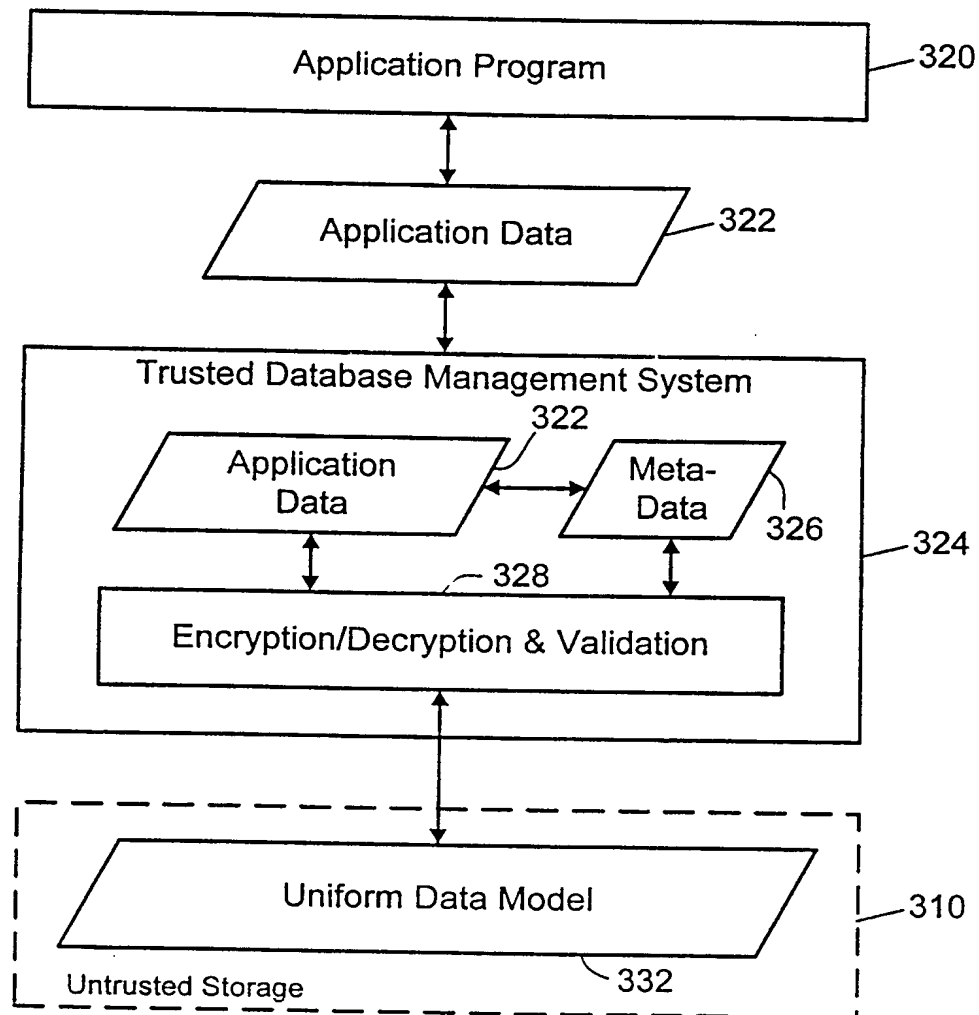 Application Program
320
Application Data
322
Trusted Database Management System
322
Application
Data
Meta-
Data
326
324
328
Encryption/Decryption & Validation
Uniform Data Model
310
332
Untrusted Storage